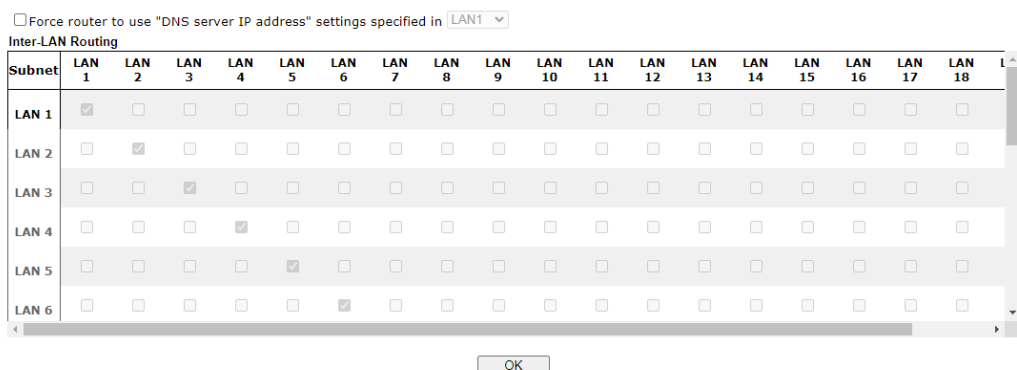 Force router to use "DNS server IP address" settings specified in LAN1
Inter-LAN Routing
Subnet LAN 1 LAN 2 LAN 3 LAN 4 LAN 5 LAN 6 LAN 7 LAN 8 LAN 9 LAN 10 LAN 11 LAN 12 LAN 13 LAN 14 LAN 15 LAN 16 LAN 17 LAN 18
LAN 1
LAN 2
LAN 3
LAN 4
LAN 5
LAN 6
OK